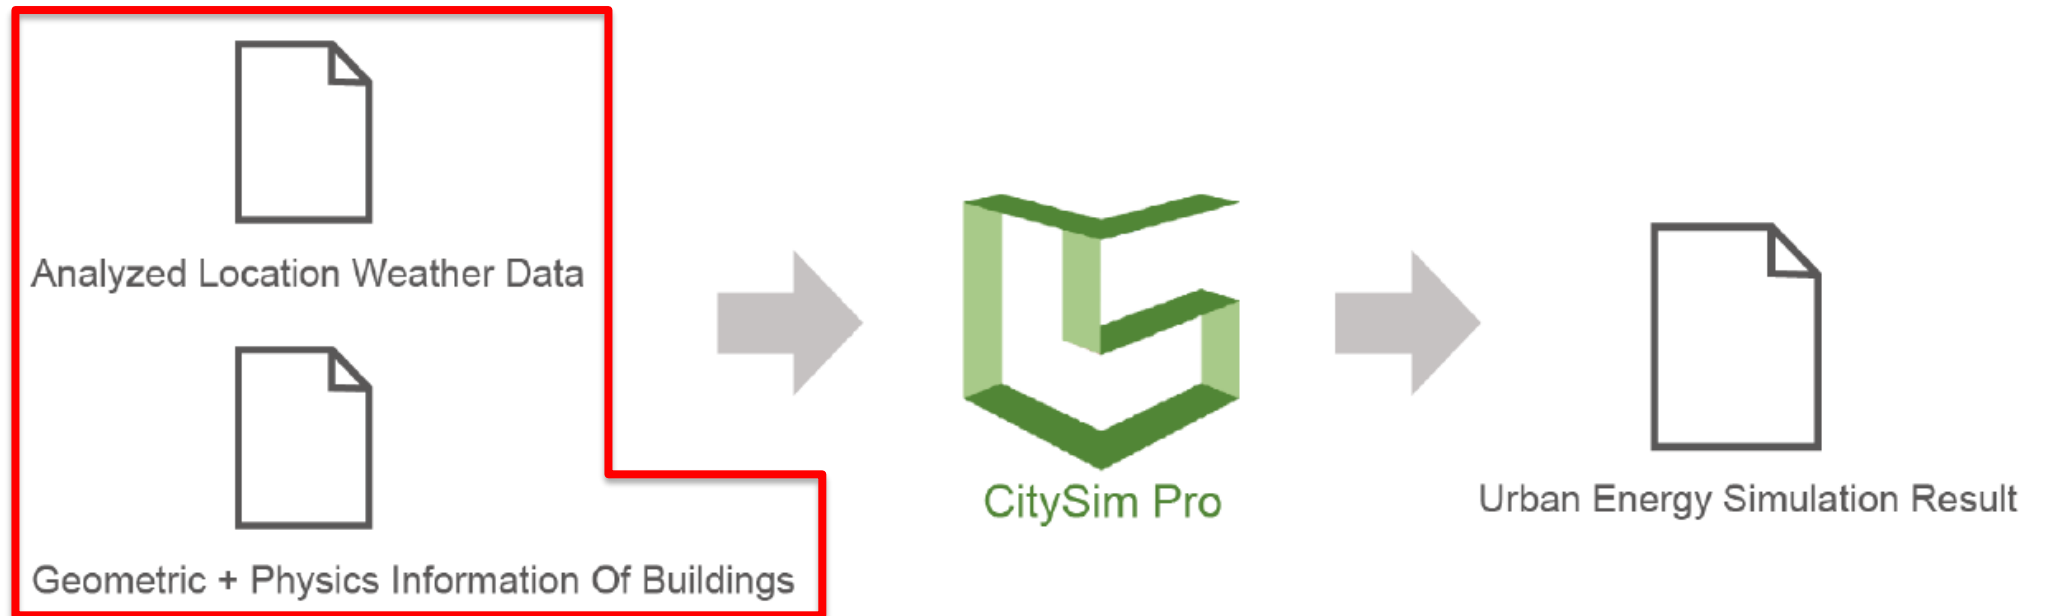 Analyzed Location Weather Data
Geometric + Physics Information Of Buildings
CitySim Pro
Urban Energy Simulation Result